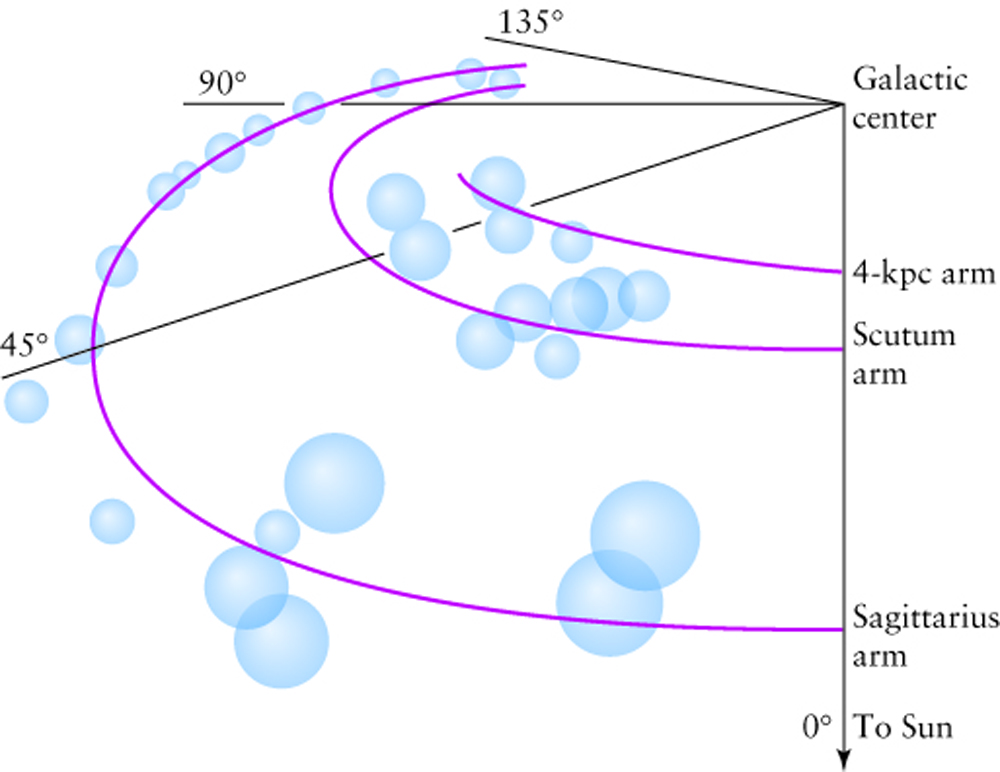 135°
90°
Galactic
center
4-kpc arm
45°
Scutum
arm
Sagittarius
arm
0° To Sun